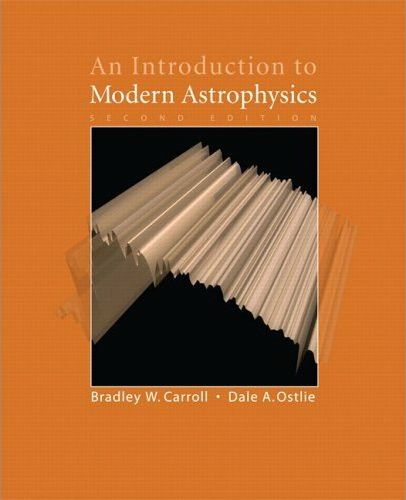 An Introduction to
Modern Astrophysics
SECOND EDITION
Bradley W. Carroll • Dale A. Ostlie